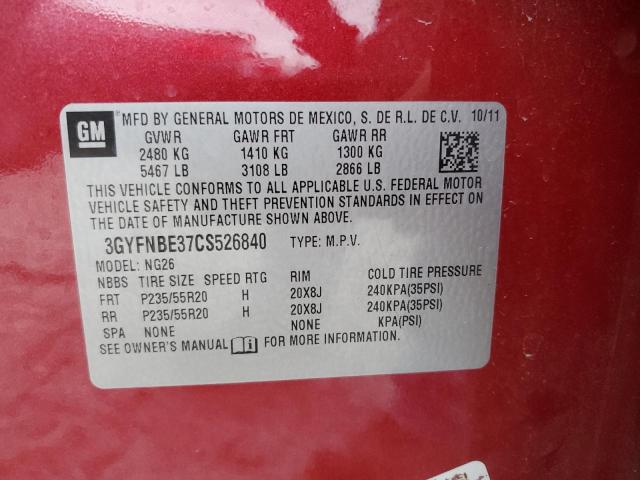 GM
MFD BY GENERAL MOTORS DE MEXICO, S. DE R.L. DE C.V. 10/11
GVWR GAWR FRT GAWR RR
2480 KG 1410 KG 1300 KG
5467 LB 3108 LB 2866 LB
THIS VEHICLE CONFORMS TO ALL APPLICABLE U.S. FEDERAL MOTOR
VEHICLE SAFETY AND THEFT PREVENTION STANDARDS IN EFFECT ON
THE DATE OF MANUFACTURE SHOWN ABOVE.
3GYFNBE37CS526840 TYPE: M.P.V.
MODEL: NG26
NBBS TIRE SIZE SPEED RTG RIM COLD TIRE PRESSURE
FRT P235/55R20 H 20X8J 240KPA(35PSI)
RR P235/55R20 H 20X8J 240KPA(35PSI)
SPA NONE NONE KPA(PSI)
SEE OWNER'S MANUAL FOR MORE INFORMATION.